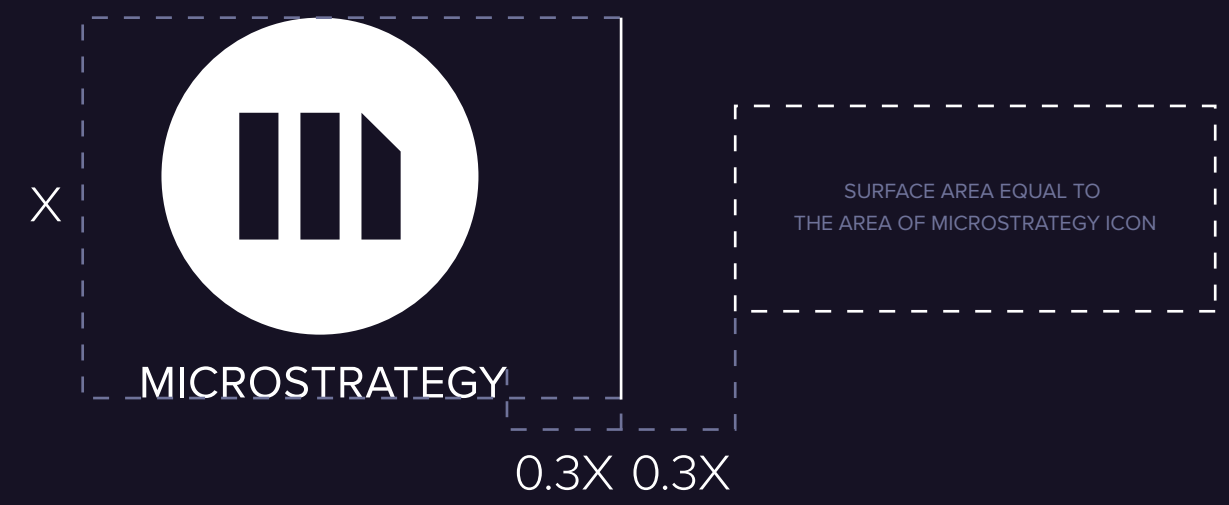 X
MICROSTRATEGY
SURFACE AREA EQUAL TO
THE AREA OF MICROSTRATEGY ICON
0.3X 0.3X